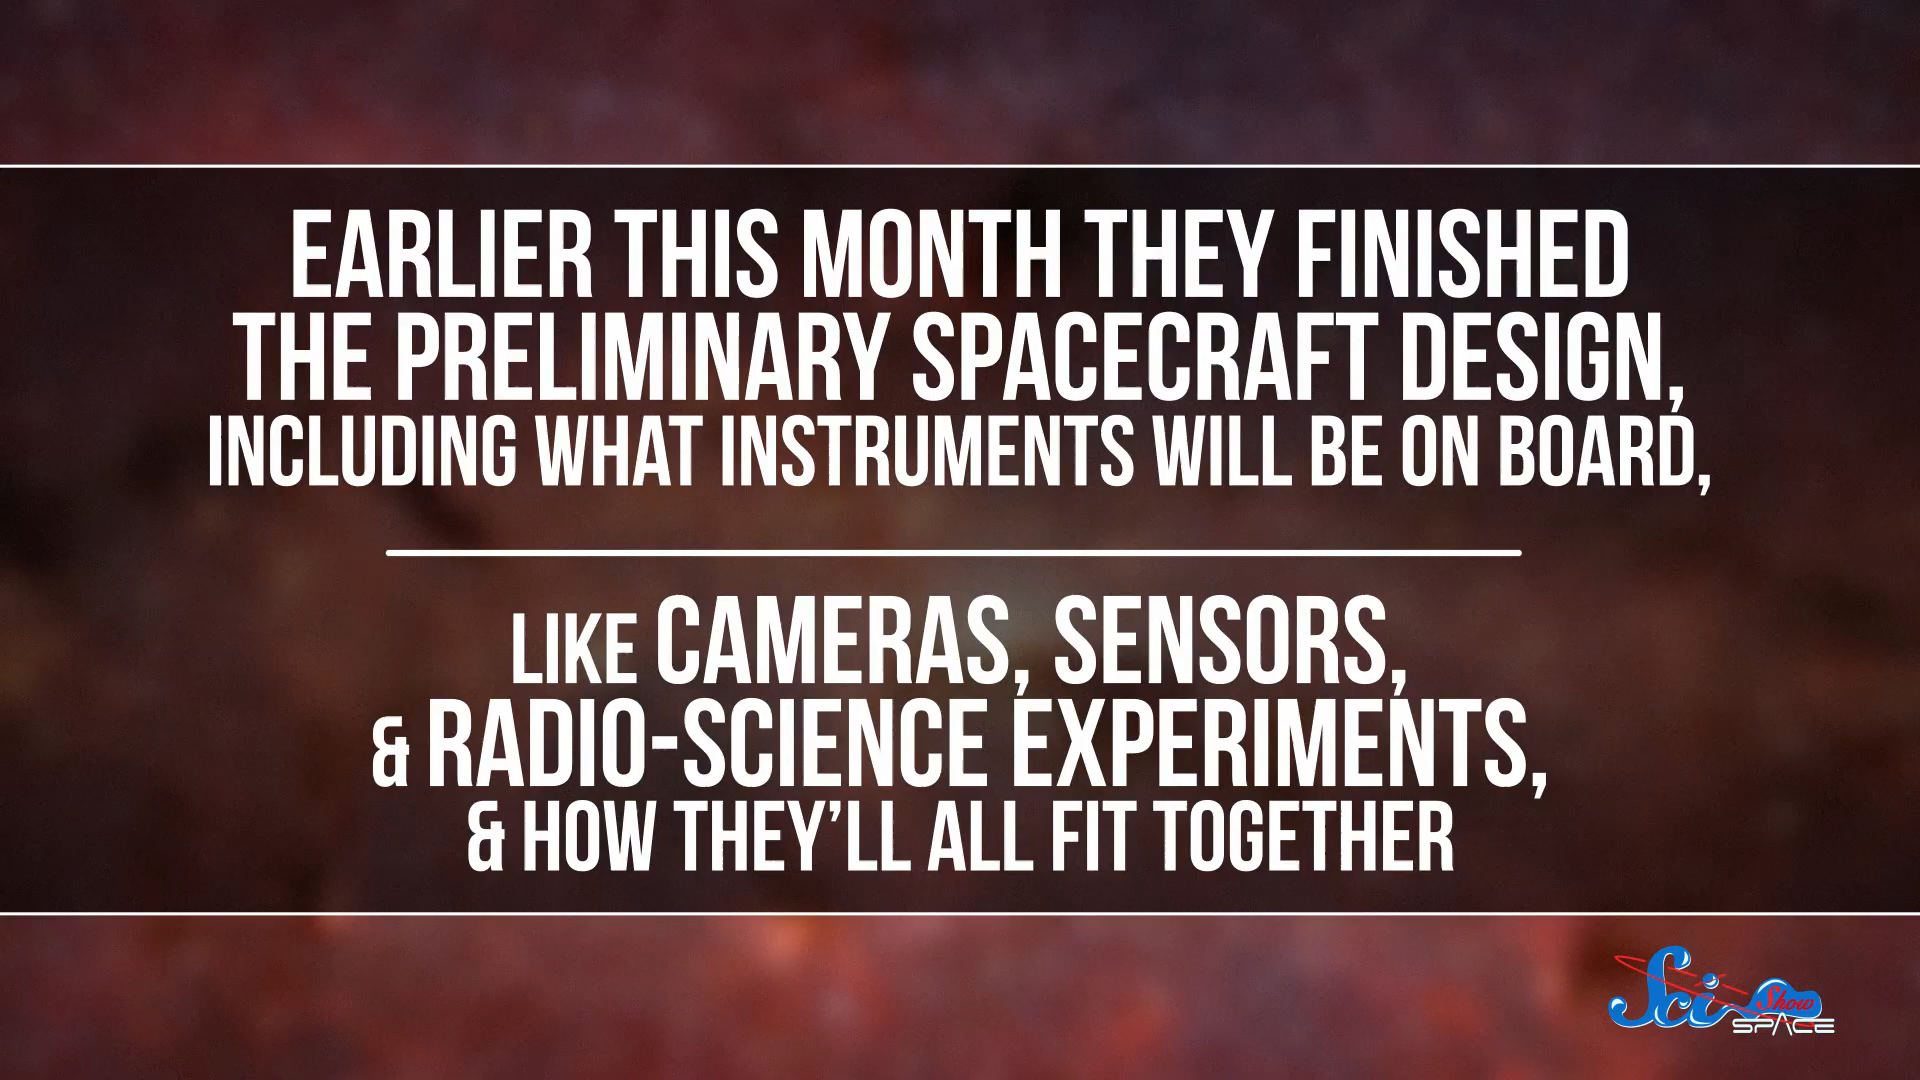 EARLIER THIS MONTH THEY FINISHED
THE PRELIMINARY SPACECRAFT DESIGN,
INCLUDING WHAT INSTRUMENTS WILL BE ON BOARD,
LIKE CAMERAS, SENSORS,
& RADIO-SCIENCE EXPERIMENTS,
& HOW THEY’LL ALL FIT TOGETHER
Sci Show
SPACE